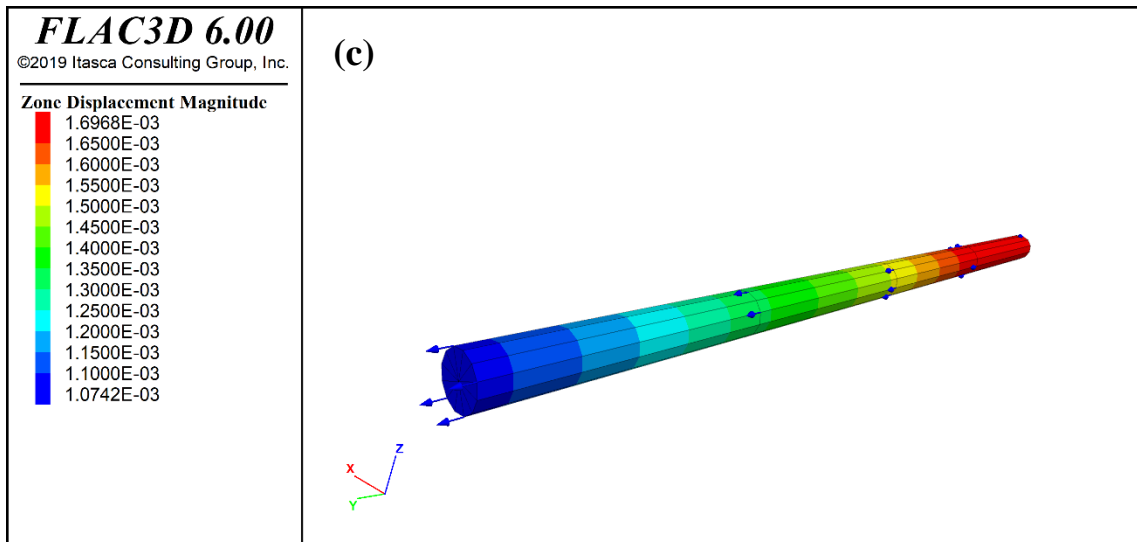 FLAC3D 6.00
©2019 Itasca Consulting Group, Inc.
Zone Displacement Magnitude
1.6968E-03
1.6500E-03
1.6000E-03
1.5500E-03
1.5000E-03
1.4500E-03
1.4000E-03
1.3500E-03
1.3000E-03
1.2500E-03
1.2000E-03
1.1500E-03
1.1000E-03
1.0742E-03
(c)
Z
X
Y